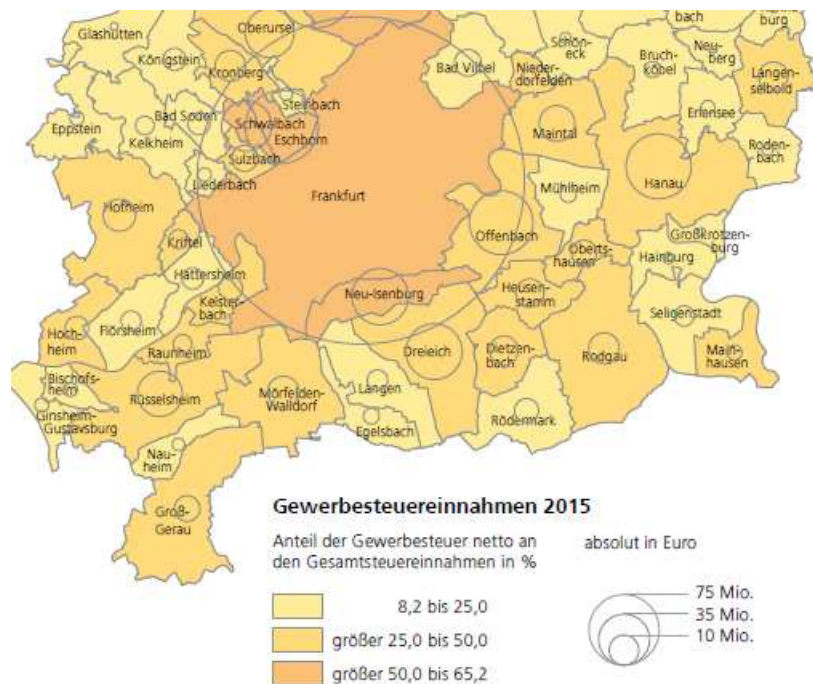 bach
burg
Glashütten
Oberursel
Königstein
Schön-
eck
Bruch-
köbel
Neu-
berg
Bad Vilbel
Kronberg
Nieder-
dorfelden
Langen-
selbold
Steinbach
Eppstein
Bad Soden
Schwalbach
Eschborn
Erlensee
Kelkheim
Maintal
Sulzbach
Roden-
bach
Liederbach
Mühlheim
Hanau
Frankfurt
Hofheim
Großkrotzen-
burg
Offenbach
Kriftel
Oberts-
hausen
Hainburg
Hattersheim
Heusen-
stamm
Neu-Isenburg
Kelster-
bach
Seligenstadt
Hoch-
heim
Flörsheim
Raunheim
Dreieich
Dietzen-
bach
Rodgau
Main-
hausen
Bischofs-
heim
Langen
Rüsselsheim
Mörfelden-
Walldorf
Ginsheim-
Gustavsburg
Rödermark
Egelsbach
Nau-
heim
Groß-
Gerau
Gewerbesteuereinnahmen 2015
Anteil der Gewerbesteuer netto an
den Gesamtsteuereinnahmen in %
absolut in Euro
8,2 bis 25,0
größer 25,0 bis 50,0
größer 50,0 bis 65,2
75 Mio.
35 Mio.
10 Mio.